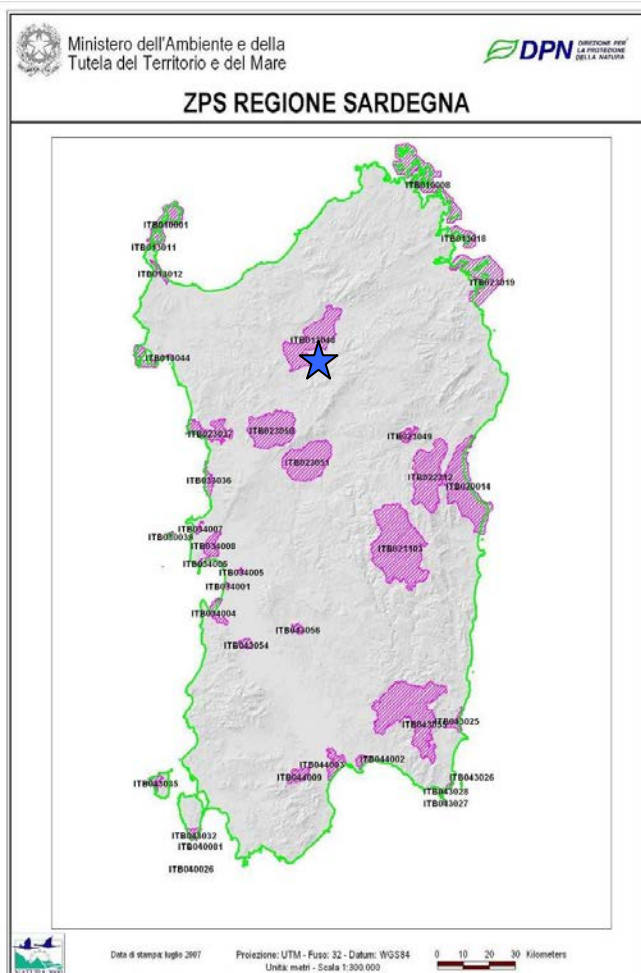 Ministero dell'Ambiente e della
Tutela del Territorio e del Mare
DPN DIREZIONE PER
LA PROTEZIONE
DELLA NATURA
ZPS REGIONE SARDEGNA
ITB010008
ITB010001
ITB013011
ITB013018
ITB013012
ITB023019
ITB013048
ITB013044
ITB023037
ITB023050
ITB023049
ITB023051
ITB033036
ITB022212
ITB020014
ITB034007
ITB034008
ITB021103
ITB034005
ITB034001
ITB034004
ITB043056
ITB043054
ITB043055
ITB043025
ITB044003
ITB044002
ITB044009
ITB043026
ITB043035
ITB043028
ITB043027
ITB043032
ITB040026
Data di stampa: luglio 2007
Proiezione: UTM - Fuso: 32 - Datum: WGS84
Unità: metri - Scala 1:300.000
0 10 20 30 Kilometers